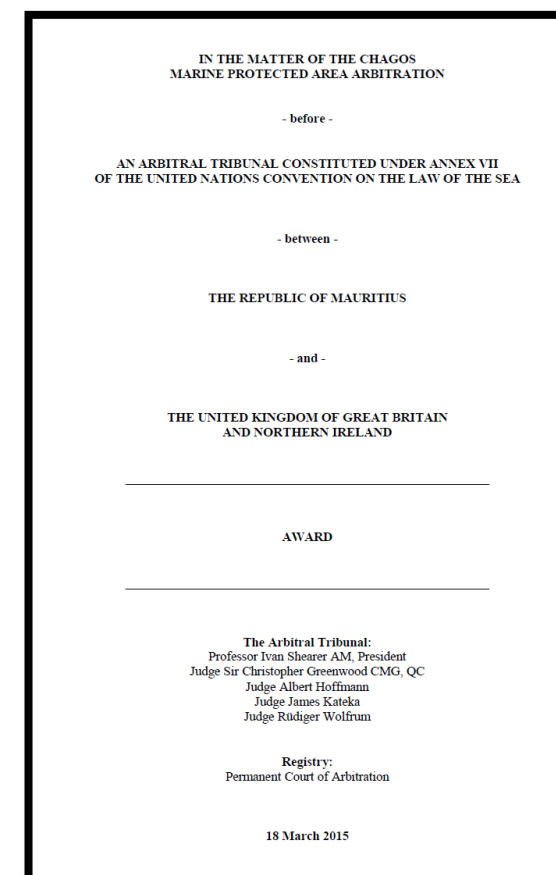 IN THE MATTER OF THE CHAGOS
MARINE PROTECTED AREA ARBITRATION
- before -
AN ARBITRAL TRIBUNAL CONSTITUTED UNDER ANNEX VII
OF THE UNITED NATIONS CONVENTION ON THE LAW OF THE SEA
- between -
THE REPUBLIC OF MAURITIUS
- and -
THE UNITED KINGDOM OF GREAT BRITAIN
AND NORTHERN IRELAND
AWARD
The Arbitral Tribunal:
Professor Ivan Shearer AM, President
Judge Sir Christopher Greenwood CMG, QC
Judge Albert Hoffmann
Judge James Kateka
Judge Rüdiger Wolfrum
Registry:
Permanent Court of Arbitration
18 March 2015